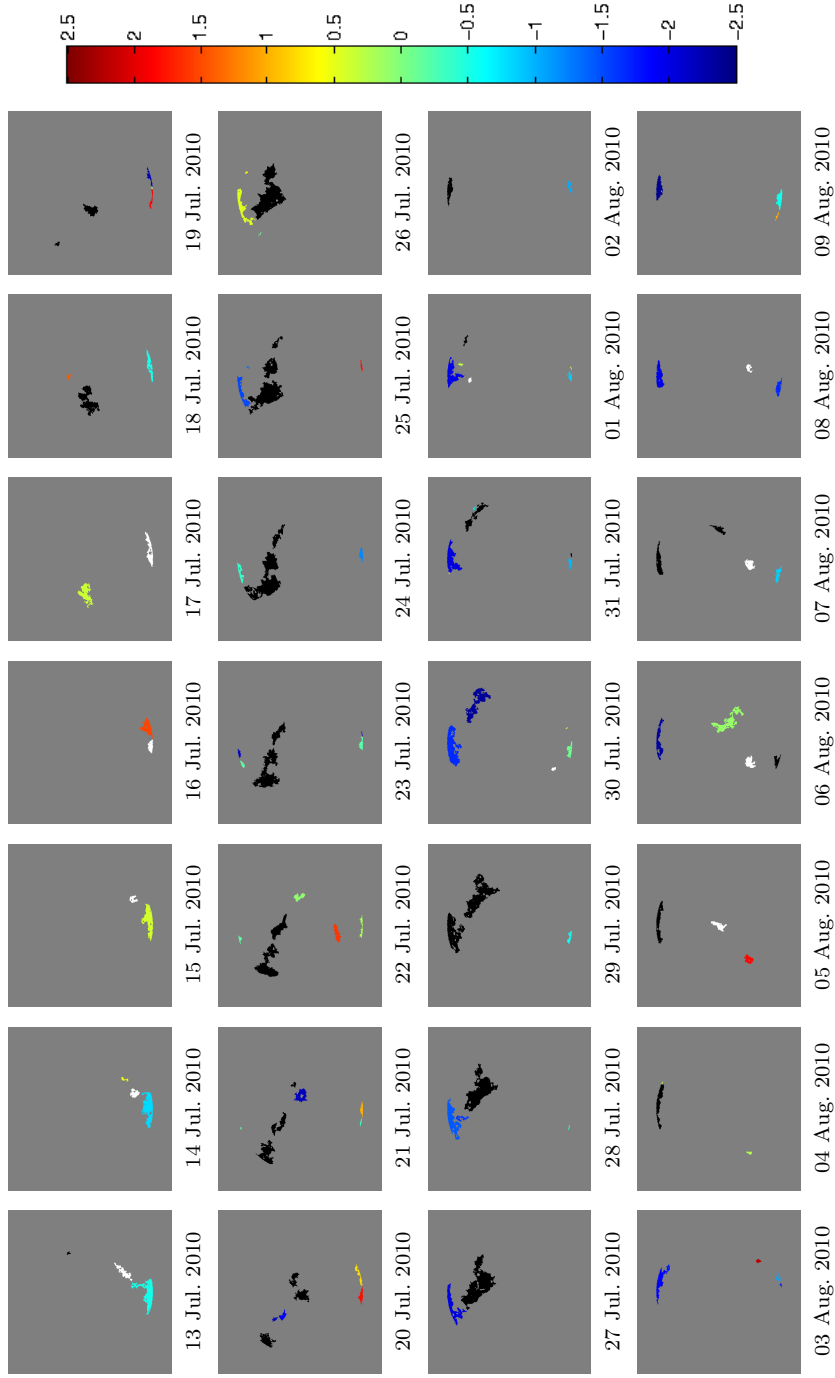 13 Jul. 2010
14 Jul. 2010
15 Jul. 2010
16 Jul. 2010
17 Jul. 2010
18 Jul. 2010
19 Jul. 2010
20 Jul. 2010
21 Jul. 2010
22 Jul. 2010
23 Jul. 2010
24 Jul. 2010
25 Jul. 2010
26 Jul. 2010
27 Jul. 2010
28 Jul. 2010
29 Jul. 2010
30 Jul. 2010
31 Jul. 2010
01 Aug. 2010
02 Aug. 2010
03 Aug. 2010
04 Aug. 2010
05 Aug. 2010
06 Aug. 2010
07 Aug. 2010
08 Aug. 2010
09 Aug. 2010
2.5
2
1.5
1
0.5
0
-0.5
-1
-1.5
-2
-2.5